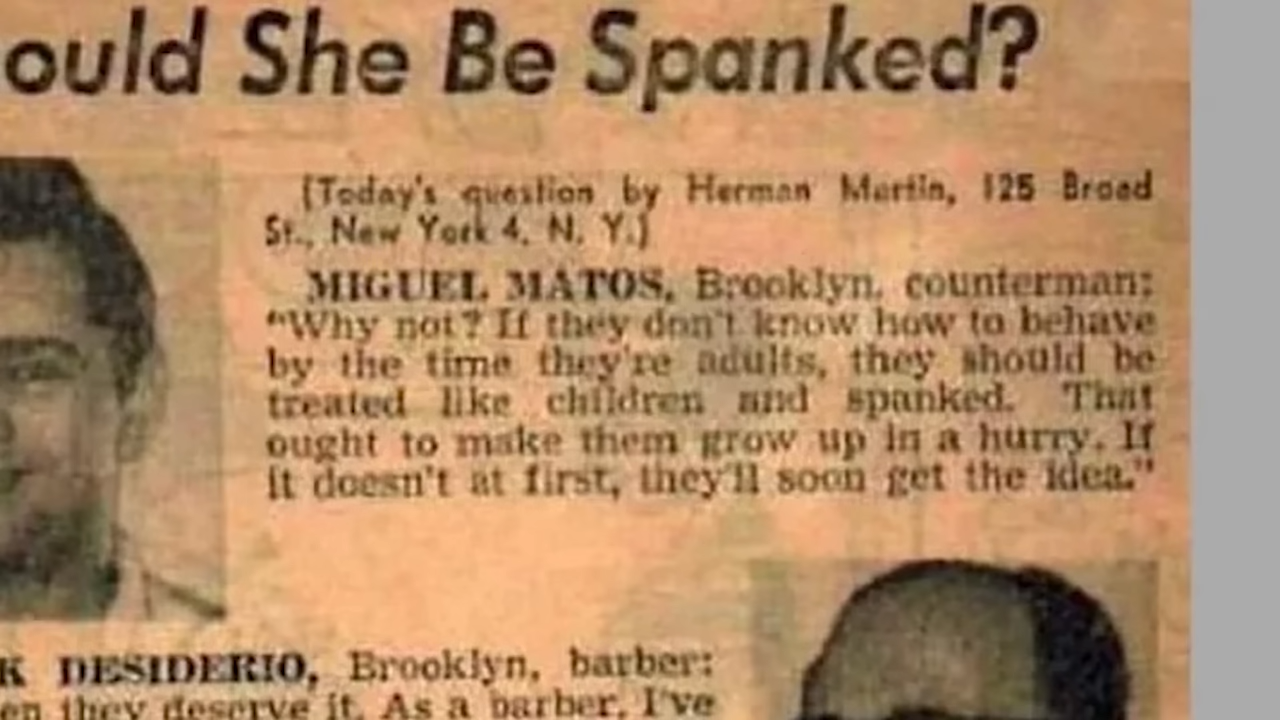 ould She Be Spanked?
(Today's question by Herman Martin, 125 Broad
St., New York 4, N. Y.)
MIGUEL MATOS, Brooklyn, counterman:
"Why not? If they don't know how to behave
by the time they're adults, they should be
treated like children and spanked. That
ought to make them grow up in a hurry. If
it doesn't at first, they'll soon get the idea."
K DESIDERIO, Brooklyn, barber:
en they deserve it. As a barber, I've